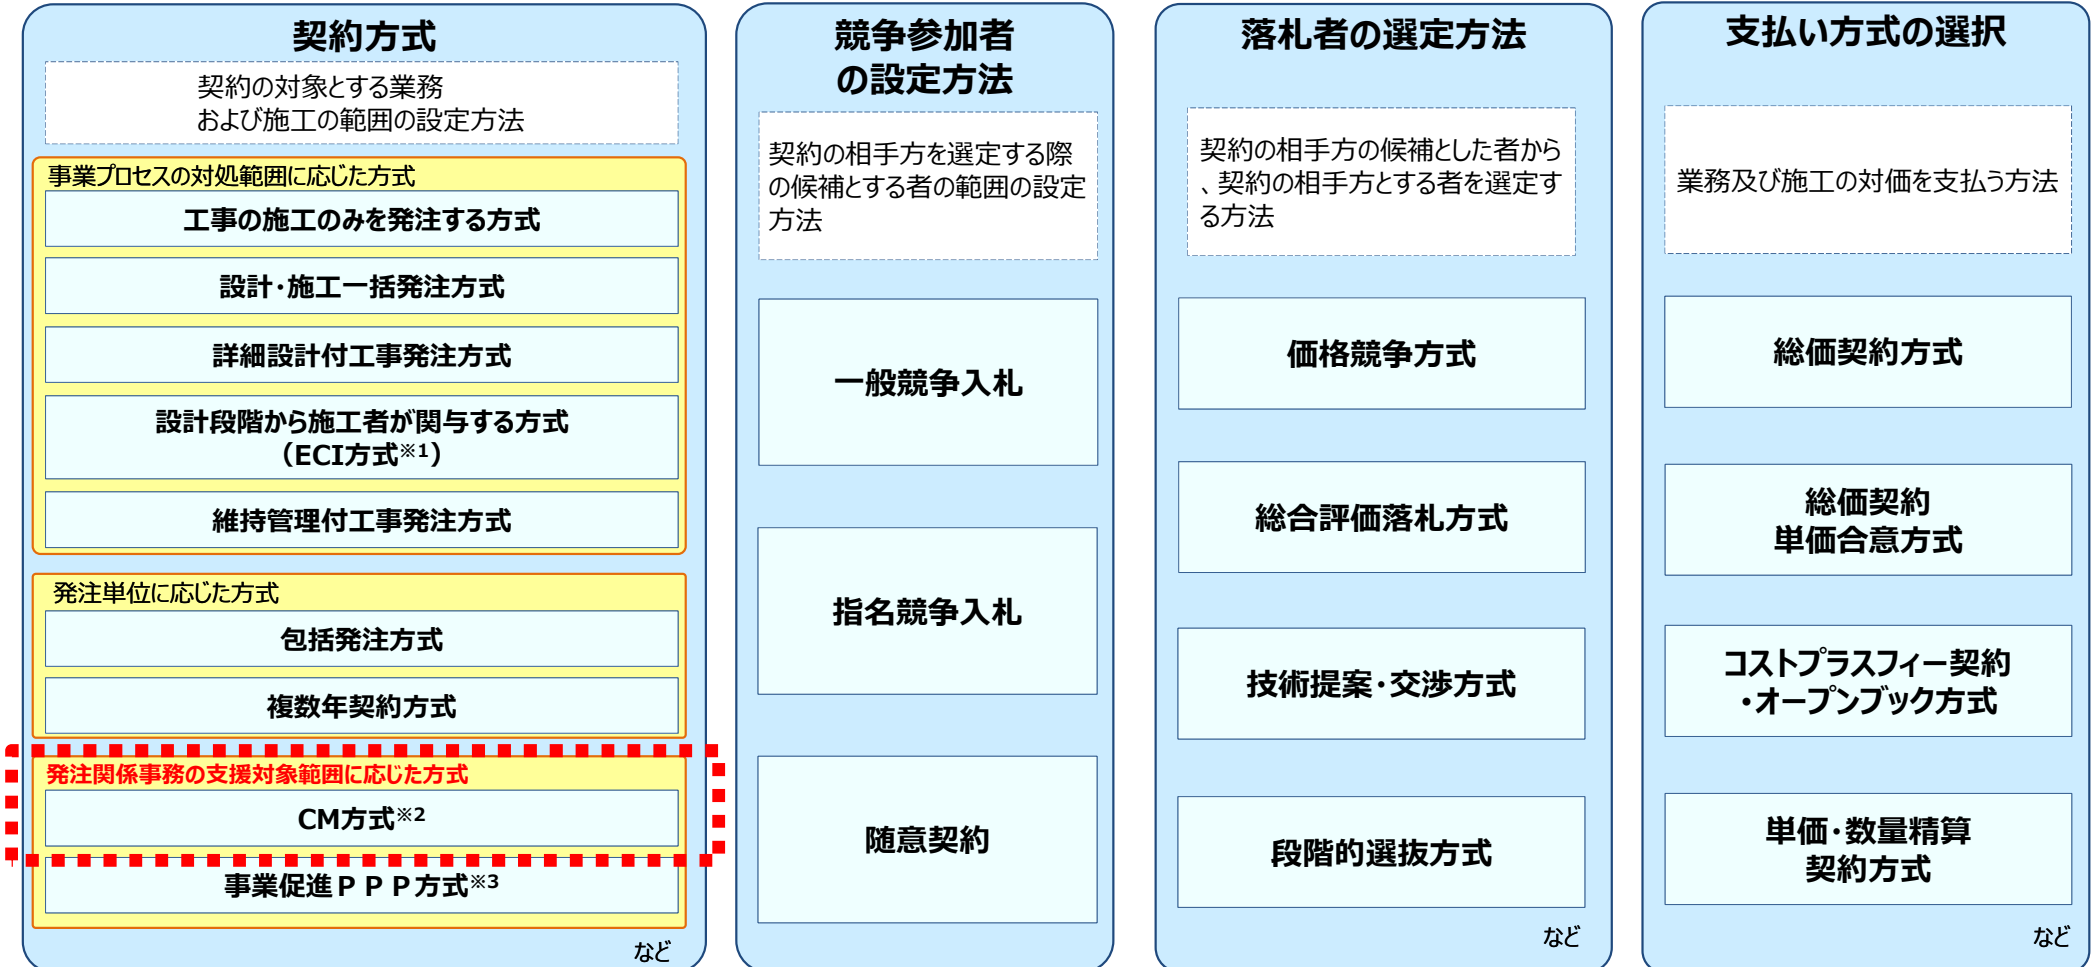 契約方式
契約の対象とする業務
および施工の範囲の設定方法
事業プロセスの対処範囲に応じた方式
工事の施工のみを発注する方式
設計・施工一括発注方式
詳細設計付工事発注方式
設計段階から施工者が関与する方式
（ECI方式※1）
維持管理付工事発注方式
発注単位に応じた方式
包括発注方式
複数年契約方式
発注関係事務の支援対象範囲に応じた方式
CM方式※2
事業促進ＰＰＰ方式※3
など
競争参加者
の設定方法
契約の相手方を選定する際
の候補とする者の範囲の設定
方法
一般競争入札
指名競争入札
随意契約
落札者の選定方法
契約の相手方の候補とした者から
、契約の相手方とする者を選定す
る方法
価格競争方式
総合評価落札方式
技術提案・交渉方式
段階的選抜方式
など
支払い方式の選択
業務及び施工の対価を支払う方法
総価契約方式
総価契約
単価合意方式
コストプラスフィー契約
・オープンブック方式
単価・数量精算
契約方式
など